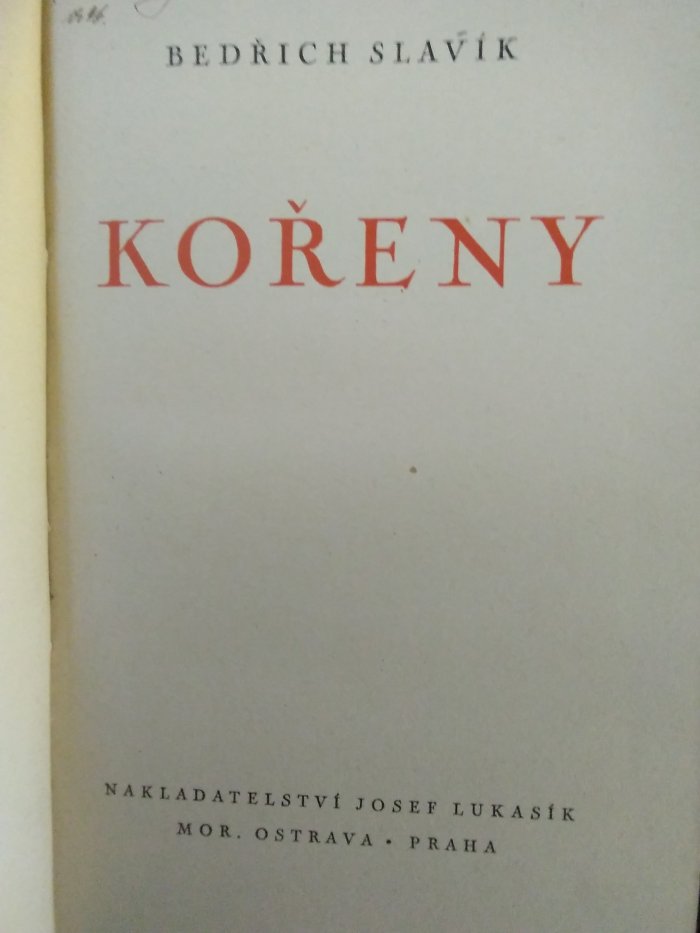 BEDŘICH SLAVÍK
KOŘENY
NAKLADATELSTVÍ JOSEF LUKASÍK
MOR. OSTRAVA • PRAHA